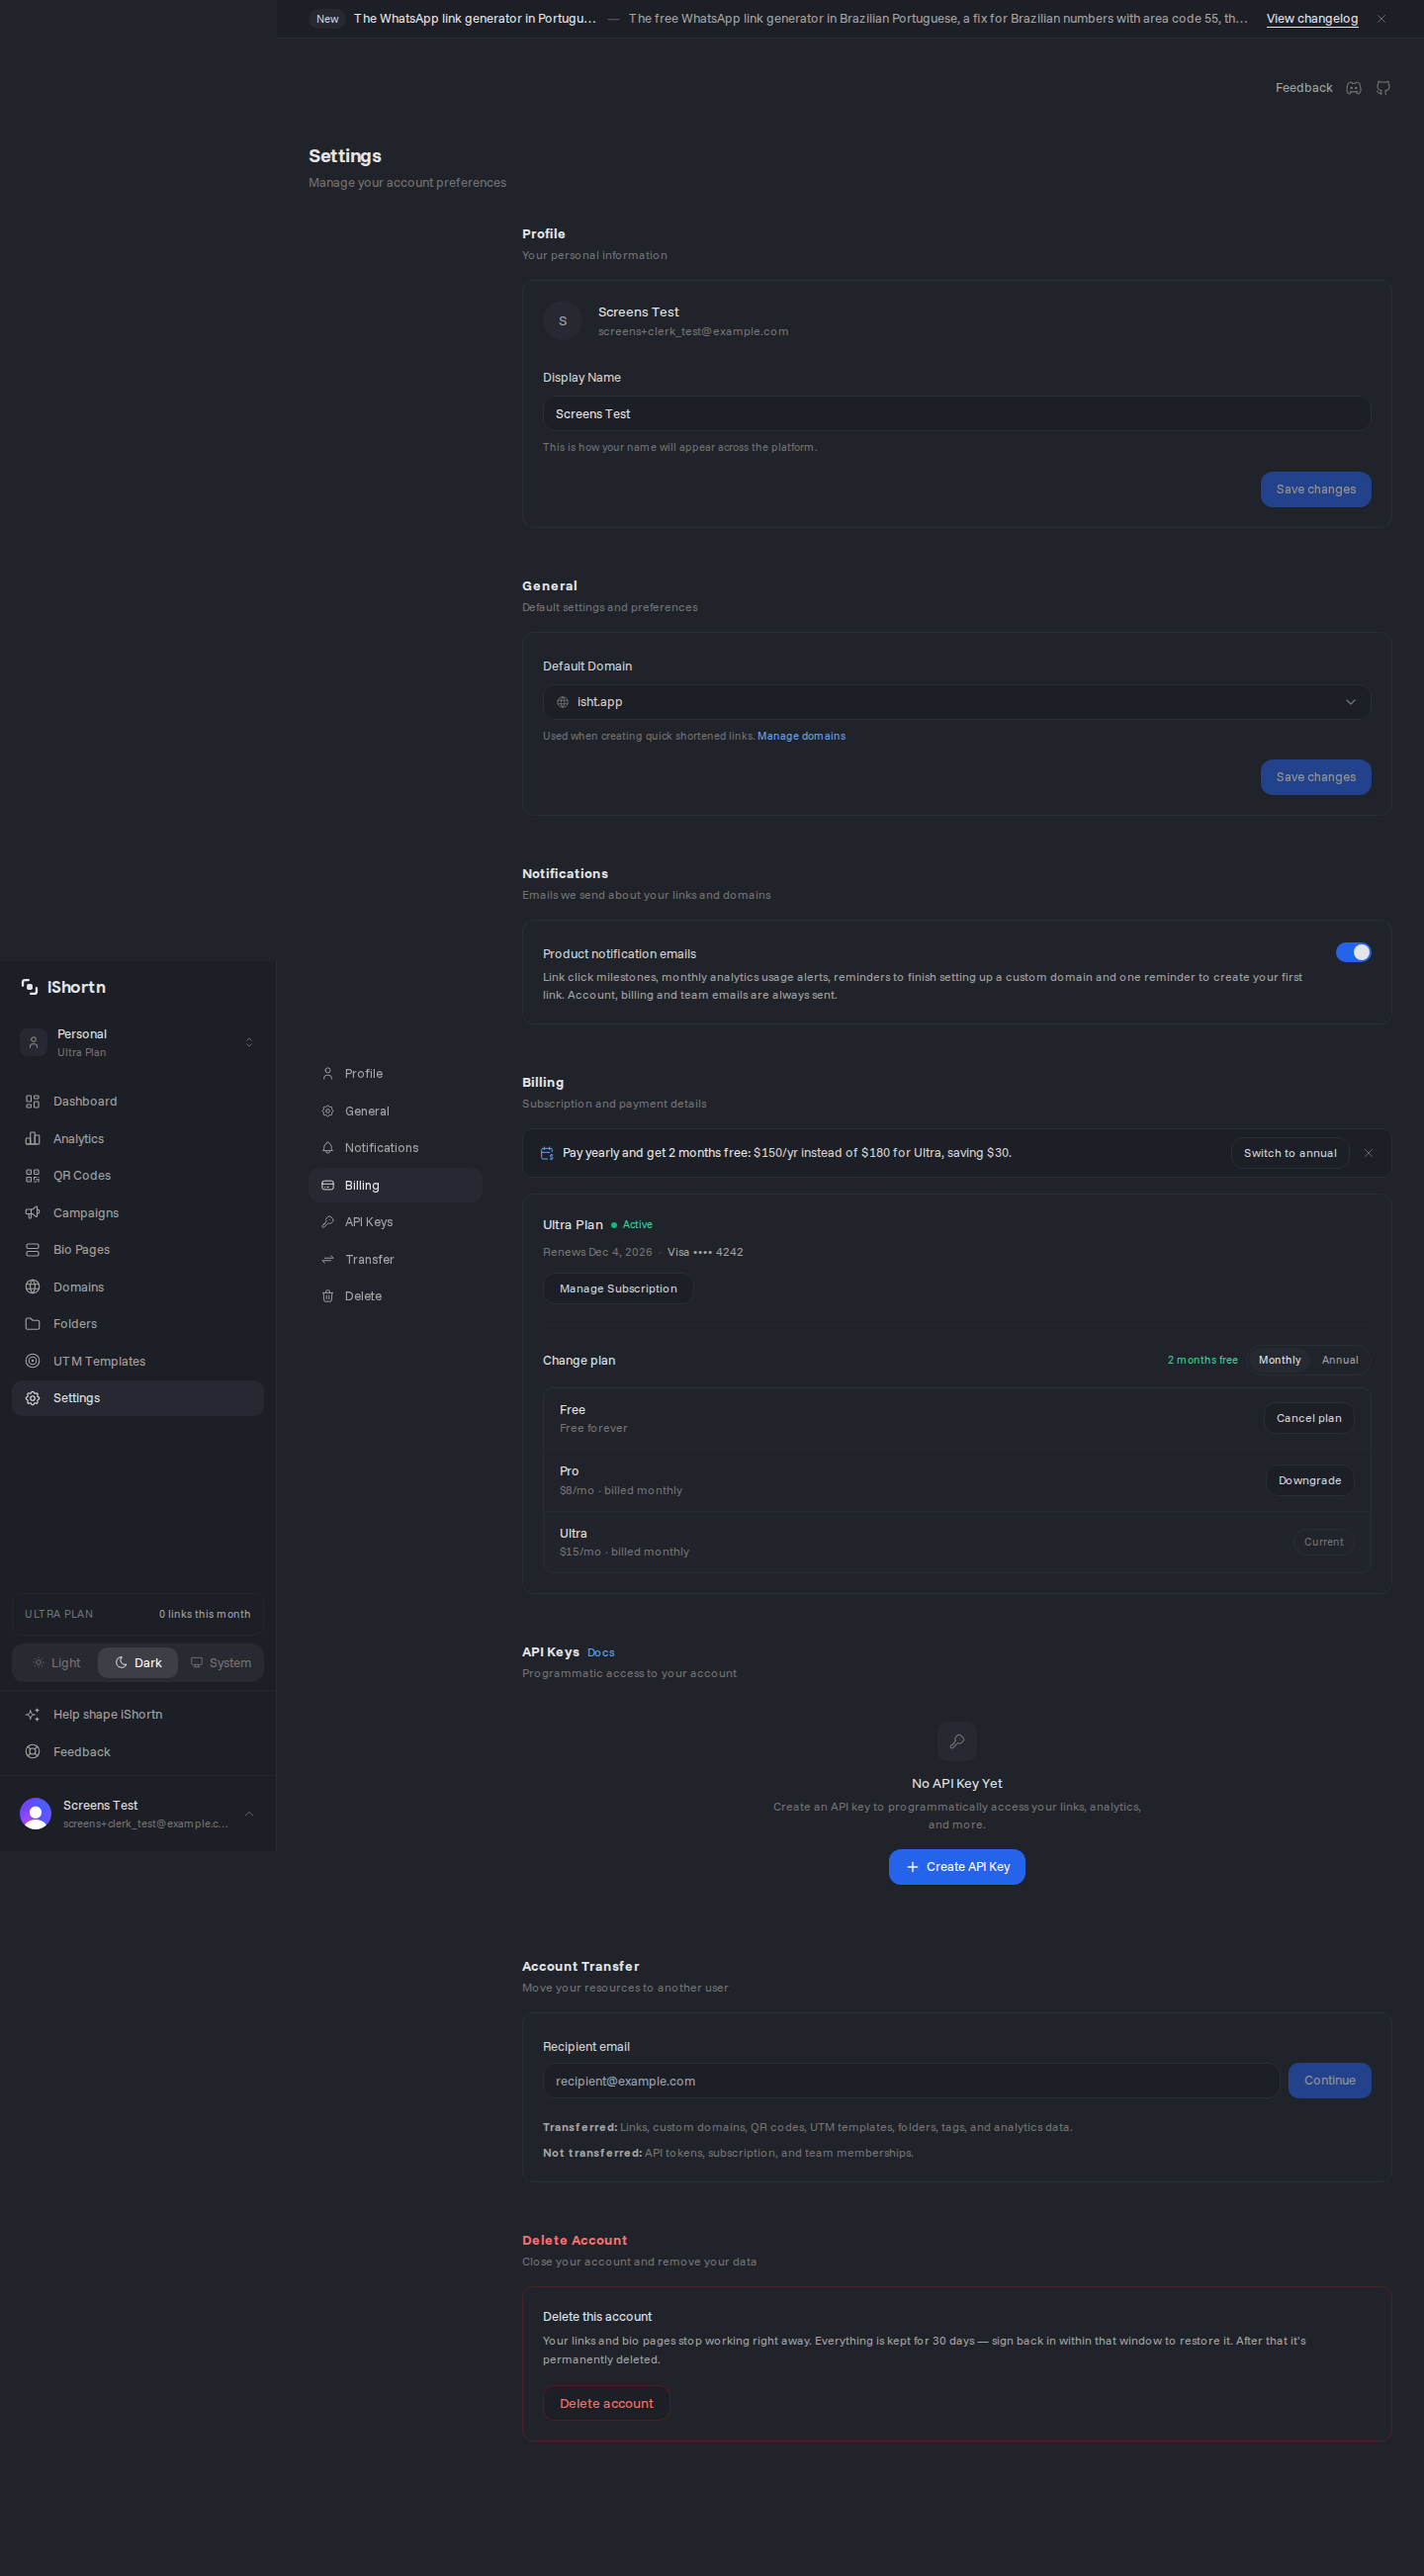 New The WhatsApp link generator in Portugu... — The free WhatsApp link generator in Brazilian Portuguese, a fix for Brazilian numbers with area code 55, th... View changelog
Feedback
Settings
Manage your account preferences
Profile
Your personal information
S
Screens Test
screens+clerk_test@example.com
Display Name
Screens Test
This is how your name will appear across the platform.
Save changes
General
Default settings and preferences
Default Domain
isht.app
Used when creating quick shortened links. Manage domains
Save changes
Notifications
Emails we send about your links and domains
Product notification emails
Link click milestones, monthly analytics usage alerts, reminders to finish setting up a custom domain and one reminder to create your first
link. Account, billing and team emails are always sent.
iShortn
Personal
Ultra Plan
Dashboard
Analytics
QR Codes
Campaigns
Bio Pages
Domains
Folders
UTM Templates
Settings
ULTRA PLAN 0 links this month
Light Dark System
Help shape iShortn
Feedback
Screens Test
screens+clerk_test@example.c...
Profile
General
Notifications
Billing
API Keys
Transfer
Delete
Billing
Subscription and payment details
Pay yearly and get 2 months free: $150/yr instead of $180 for Ultra, saving $30. Switch to annual
Ultra Plan Active
Renews Dec 4, 2026 · Visa •••• 4242
Manage Subscription
Change plan 2 months free Monthly Annual
Free
Free forever
Cancel plan
Pro
$8/mo · billed monthly
Downgrade
Ultra
$15/mo · billed monthly
Current
API Keys Docs
Programmatic access to your account
No API Key Yet
Create an API key to programmatically access your links, analytics,
and more.
Create API Key
Account Transfer
Move your resources to another user
Recipient email
recipient@example.com Continue
Transferred: Links, custom domains, QR codes, UTM templates, folders, tags, and analytics data.
Not transferred: API tokens, subscription, and team memberships.
Delete Account
Close your account and remove your data
Delete this account
Your links and bio pages stop working right away. Everything is kept for 30 days — sign back in within that window to restore it. After that it's
permanently deleted.
Delete account